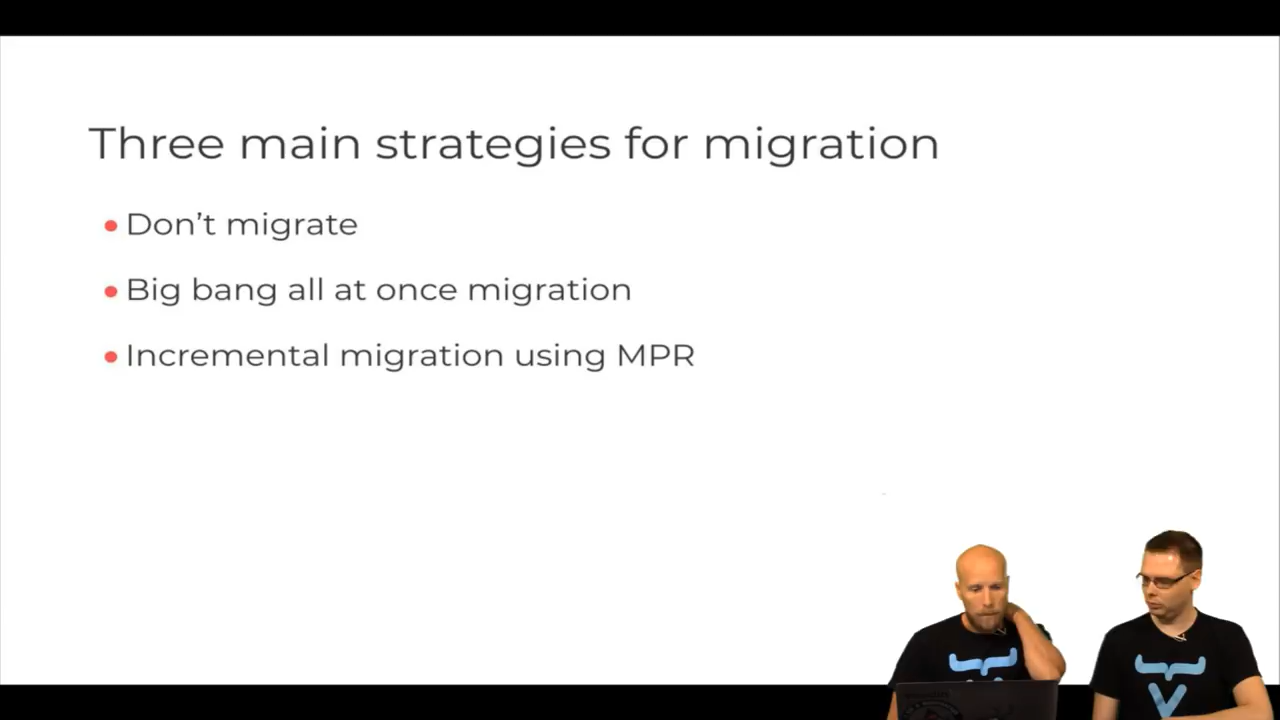 Three main strategies for migration
Don’t migrate
Big bang all at once migration
Incremental migration using MPR